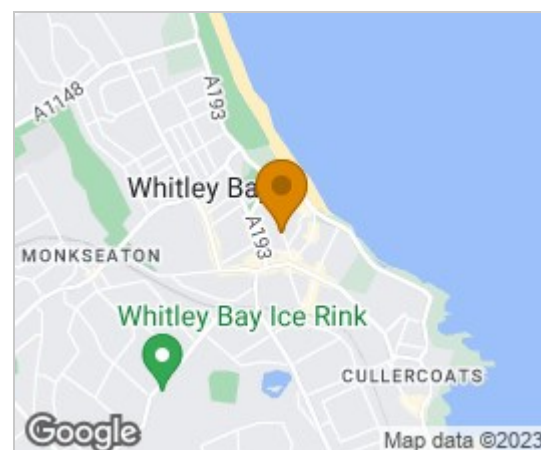 A1148
A193
Whitley Ba
A193
MONKSEATON
Whitley Bay Ice Rink
CULLERCOATS
Google
Map data ©2023